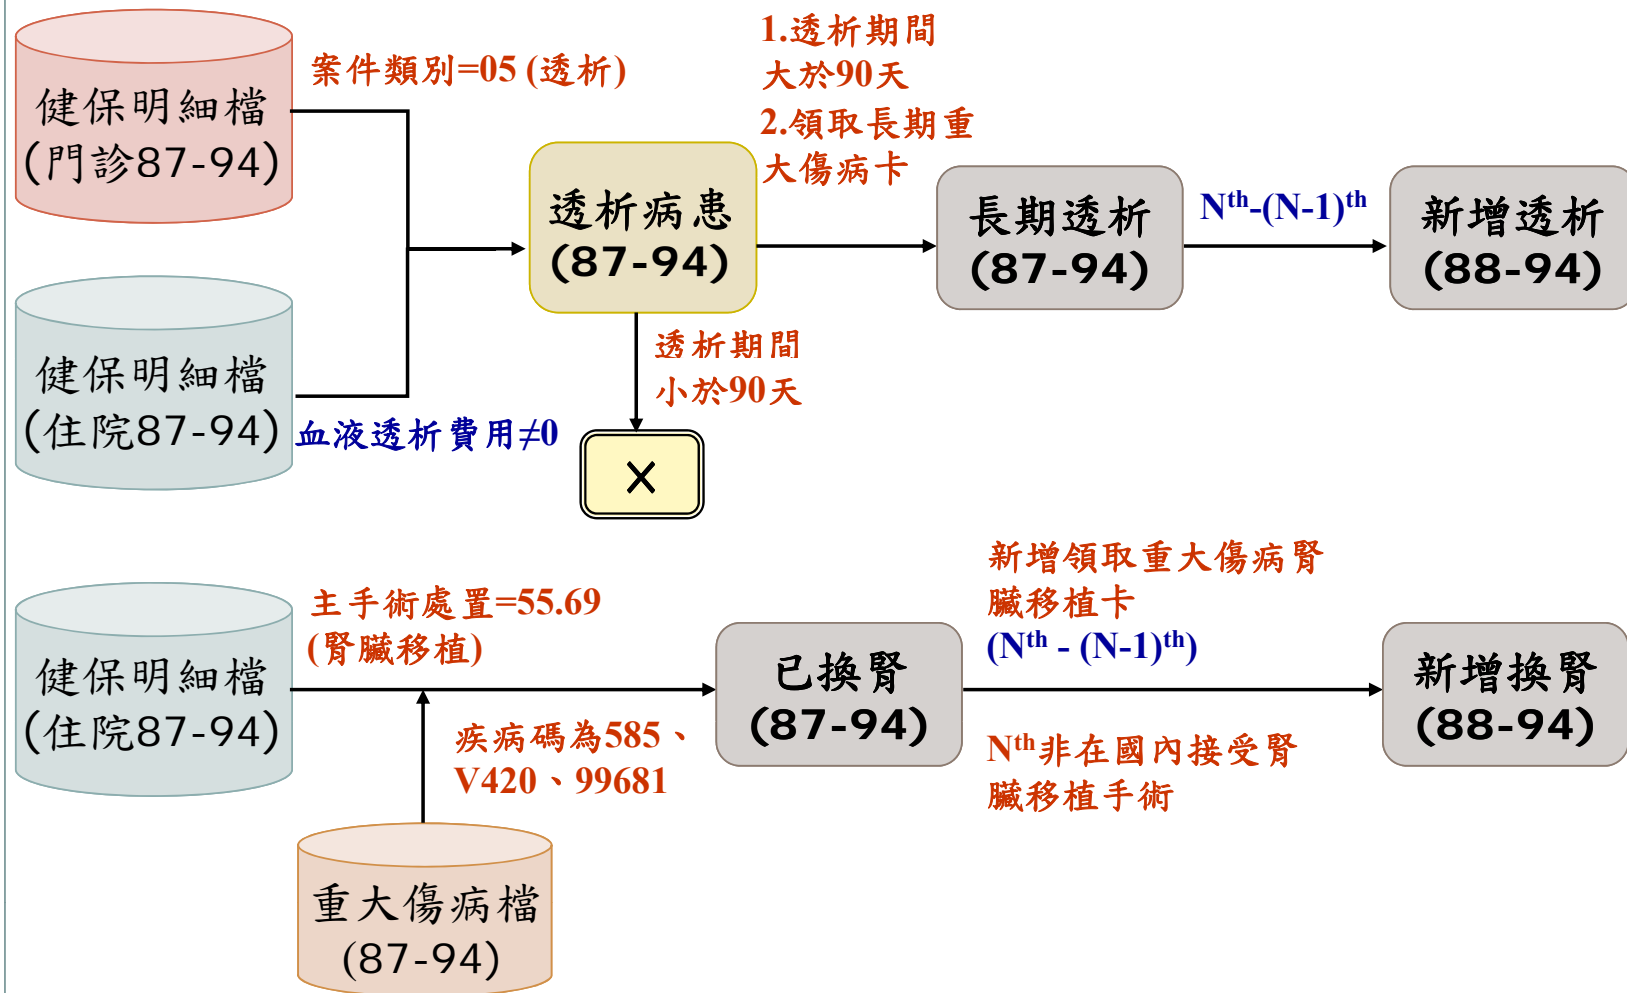 健保明細檔
(門診87-94)
案件類別=05 (透析)
健保明細檔
(住院87-94)
血液透析費用≠0
透析病患
(87-94)
1.透析期間
大於90天
2.領取長期重
大傷病卡
透析期間
小於90天
X
長期透析
(87-94)
Nth-(N-1)th
新增透析
(88-94)
健保明細檔
(住院87-94)
主手術處置=55.69
(腎臟移植)
疾病碼為585、
V420、99681
重大傷病檔
(87-94)
已換腎
(87-94)
新增領取重大傷病腎
臟移植卡
(Nth - (N-1)th)
Nth非在國內接受腎
臟移植手術
新增換腎
(88-94)